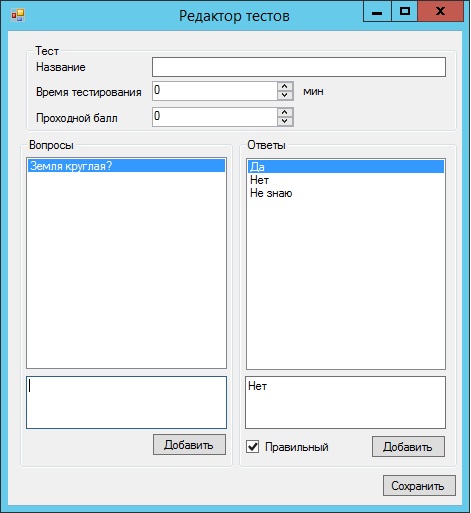 Редактор тестов
Тест
Название
Время тестирования 0 мин
Проходной балл 0
Вопросы
Земля круглая?
Добавить
Ответы
Да
Нет
Не знаю
Нет
Правильный Добавить
Сохранить